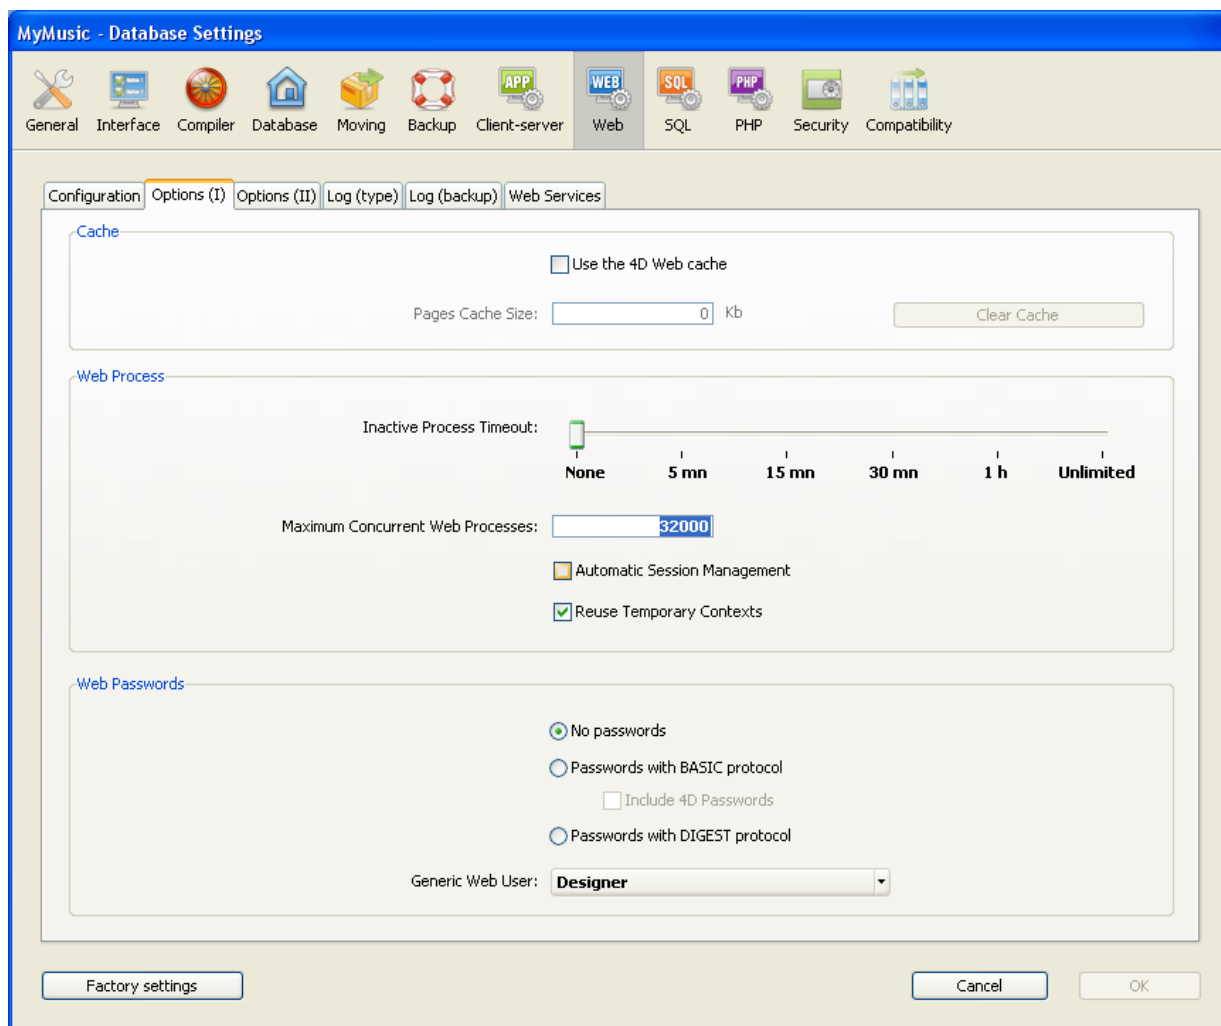 MyMusic - Database Settings
APP WEB SQL PHP
General Interface Compiler Database Moving Backup Client-server Web SQL PHP Security Compatibility
Configuration Options (I) Options (II) Log (type) Log (backup) Web Services
Cache
Use the 4D Web cache
Pages Cache Size: 0 Kb Clear Cache
Web Process
Inactive Process Timeout:
None 5 mn 15 mn 30 mn 1 h Unlimited
Maximum Concurrent Web Processes: 32000
Automatic Session Management
Reuse Temporary Contexts
Web Passwords
No passwords
Passwords with BASIC protocol
Include 4D Passwords
Passwords with DIGEST protocol
Generic Web User: Designer
Factory settings Cancel OK